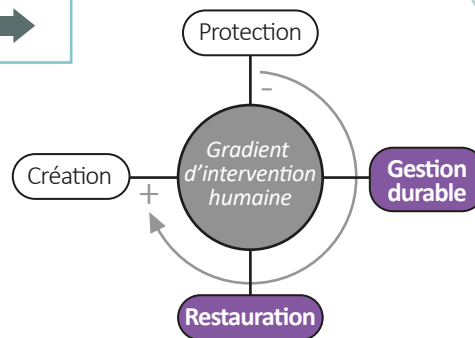 Protection
-
Gradient
d'intervention
humaine
Création
+
Gestion
durable
Restauration